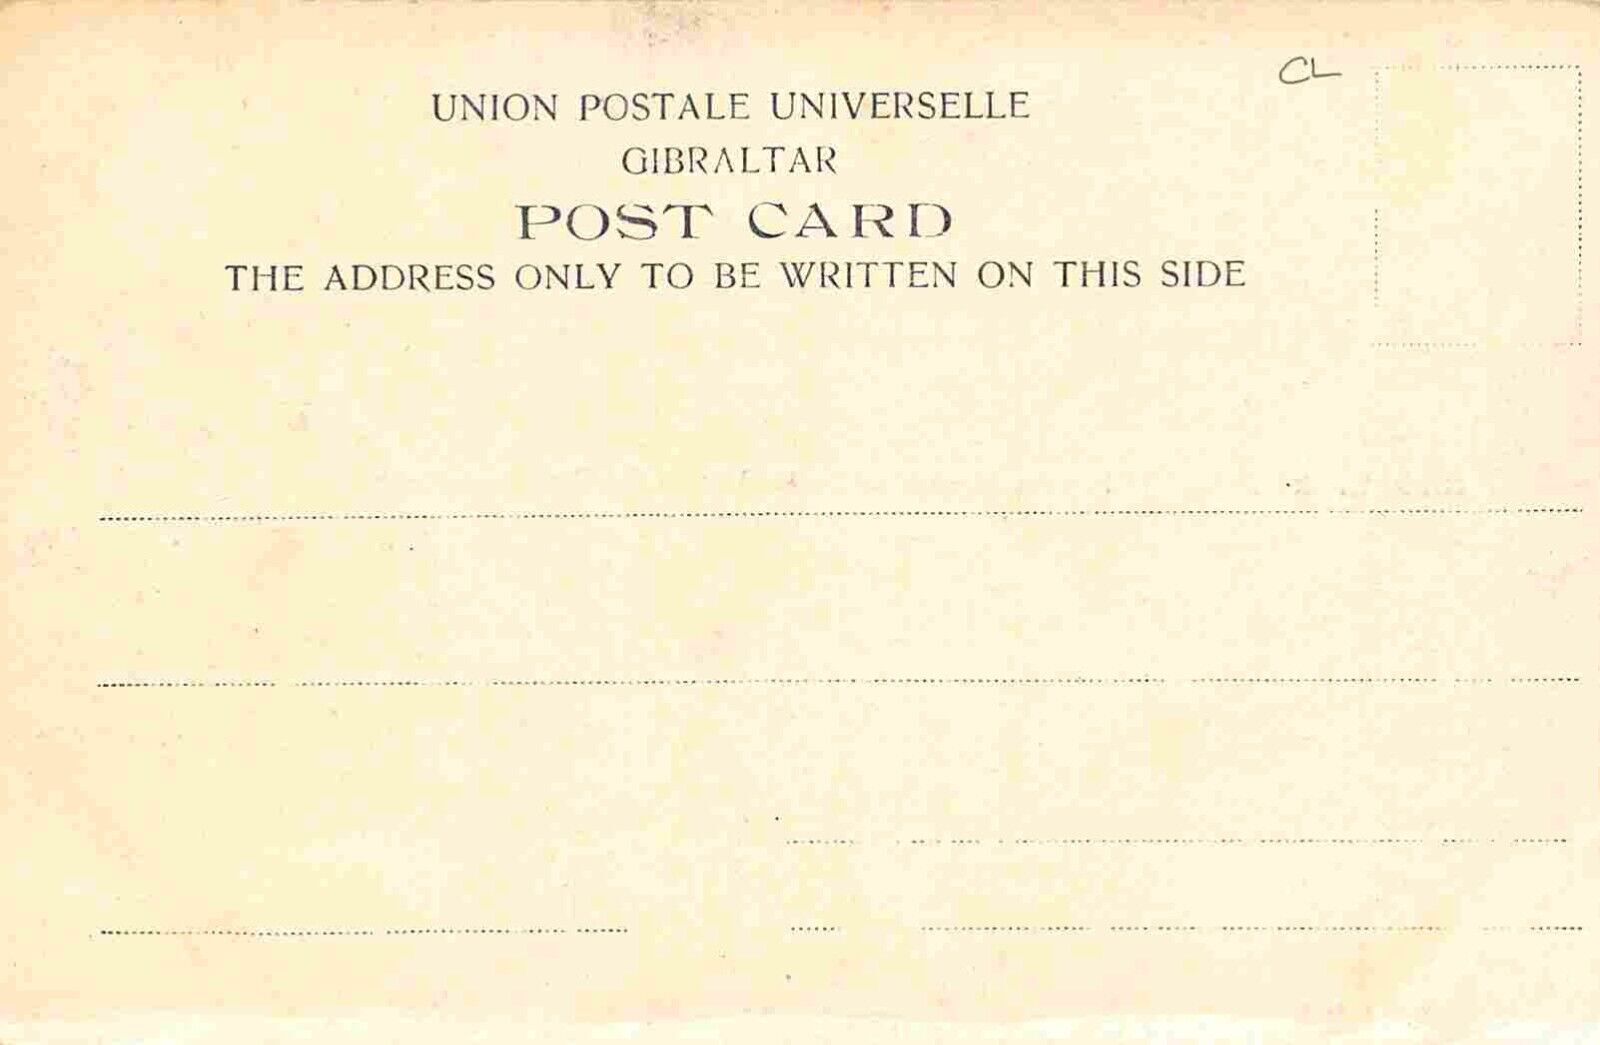 CL
UNION POSTALE UNIVERSELLE
GIBRALTAR
POST CARD
THE ADDRESS ONLY TO BE WRITTEN ON THIS SIDE